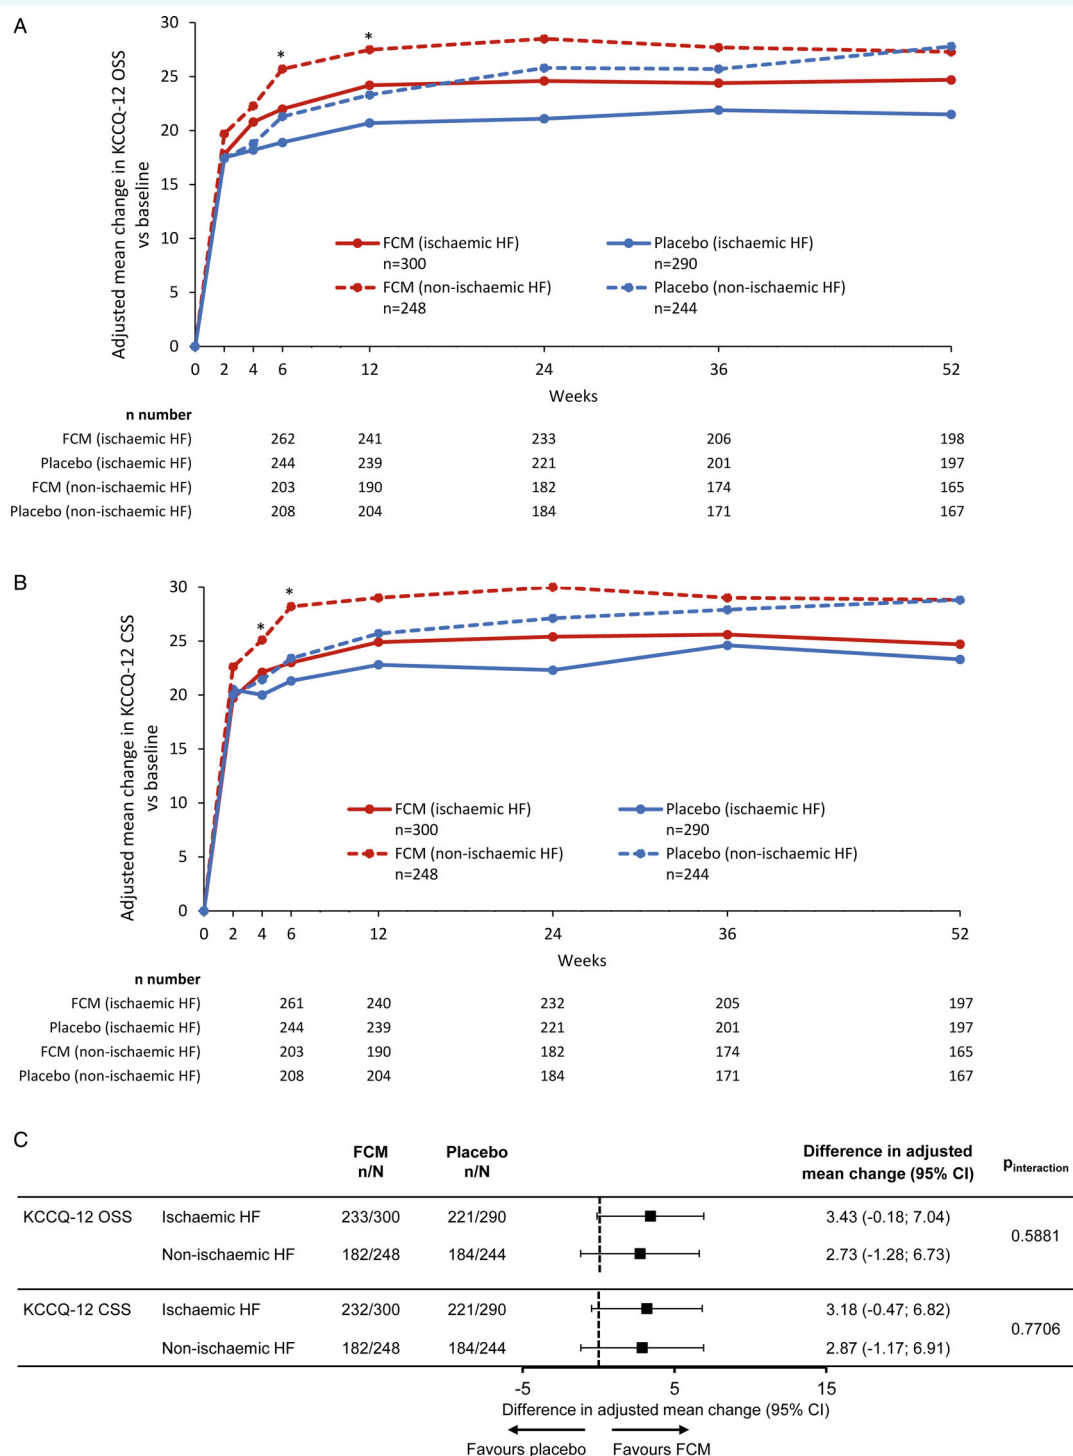 A
30
25
20
15
10
5
0
Adjusted mean change in KCCQ-12 OSS
vs baseline
*
*
FCM (ischaemic HF)
n=300
Placebo (ischaemic HF)
n=290
FCM (non-ischaemic HF)
n=248
Placebo (non-ischaemic HF)
n=244
0 2 4 6 12 24 36 52
Weeks
n number
FCM (ischaemic HF) 262 241 233 206 198
Placebo (ischaemic HF) 244 239 221 201 197
FCM (non-ischaemic HF) 203 190 182 174 165
Placebo (non-ischaemic HF) 208 204 184 171 167
B
30
25
20
15
10
5
0
Adjusted mean change in KCCQ-12 CSS
vs baseline
*
*
FCM (ischaemic HF)
n=300
Placebo (ischaemic HF)
n=290
FCM (non-ischaemic HF)
n=248
Placebo (non-ischaemic HF)
n=244
0 2 4 6 12 24 36 52
Weeks
n number
FCM (ischaemic HF) 261 240 232 205 197
Placebo (ischaemic HF) 244 239 221 201 197
FCM (non-ischaemic HF) 203 190 182 174 165
Placebo (non-ischaemic HF) 208 204 184 171 167
C
FCM Placebo Difference in adjusted
n/N n/N mean change (95% CI) pinteraction
KCCQ-12 OSS Ischaemic HF 233/300 221/290 3.43 (-0.18; 7.04)
0.5881
Non-ischaemic HF 182/248 184/244 2.73 (-1.28; 6.73)
KCCQ-12 CSS Ischaemic HF 232/300 221/290 3.18 (-0.47; 6.82)
0.7706
Non-ischaemic HF 182/248 184/244 2.87 (-1.17; 6.91)
-5 5 15
Difference in adjusted mean change (95% CI)
Favours placebo Favours FCM